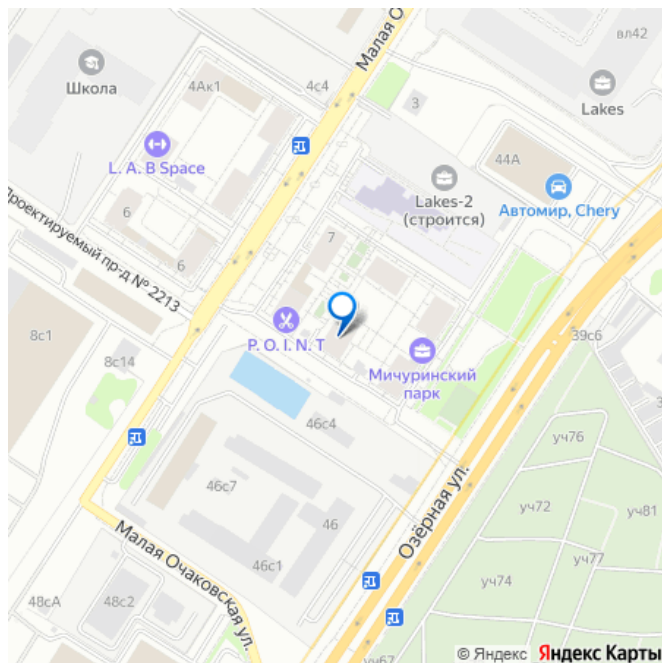 вл42
Малая О
Школа
4Ак1
4с4
3
Lakes
L. A. B Space
44А
Lakes-2
(строится)
Автомир, Chery
Проектируемый пр-д № 2213
6
6
7
39с6
8с1
P. O. I. N. T
8с14
Мичуринский
парк
3
46с4
уч76
46с7
уч72
уч81
46
Озёрная ул.
Малая Очаковская ул.
46с1
уч77
уч74
48сА
48с2
уч67
© Яндекс Яндекс Карты